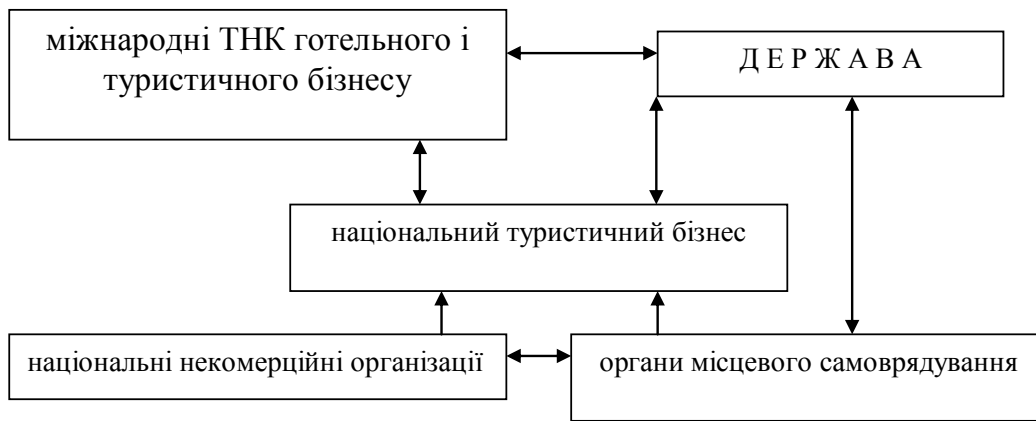 міжнародні ТНК готельного і
туристичного бізнесу
Д Е Р Ж А В А
національний туристичний бізнес
національні некомерційні організації
органи місцевого самоврядування